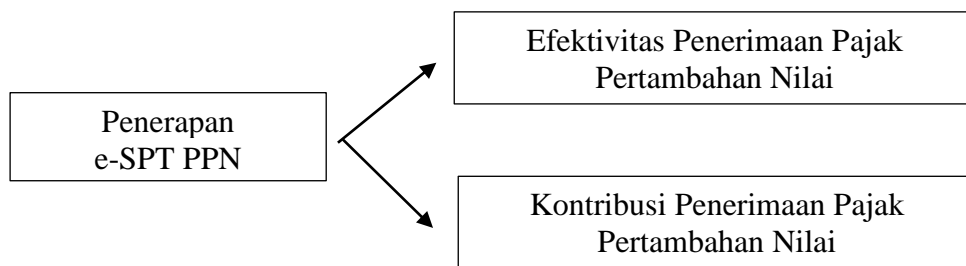 Efektivitas Penerimaan Pajak
Pertambahan Nilai
Penerapan
e-SPT PPN
Kontribusi Penerimaan Pajak
Pertambahan Nilai